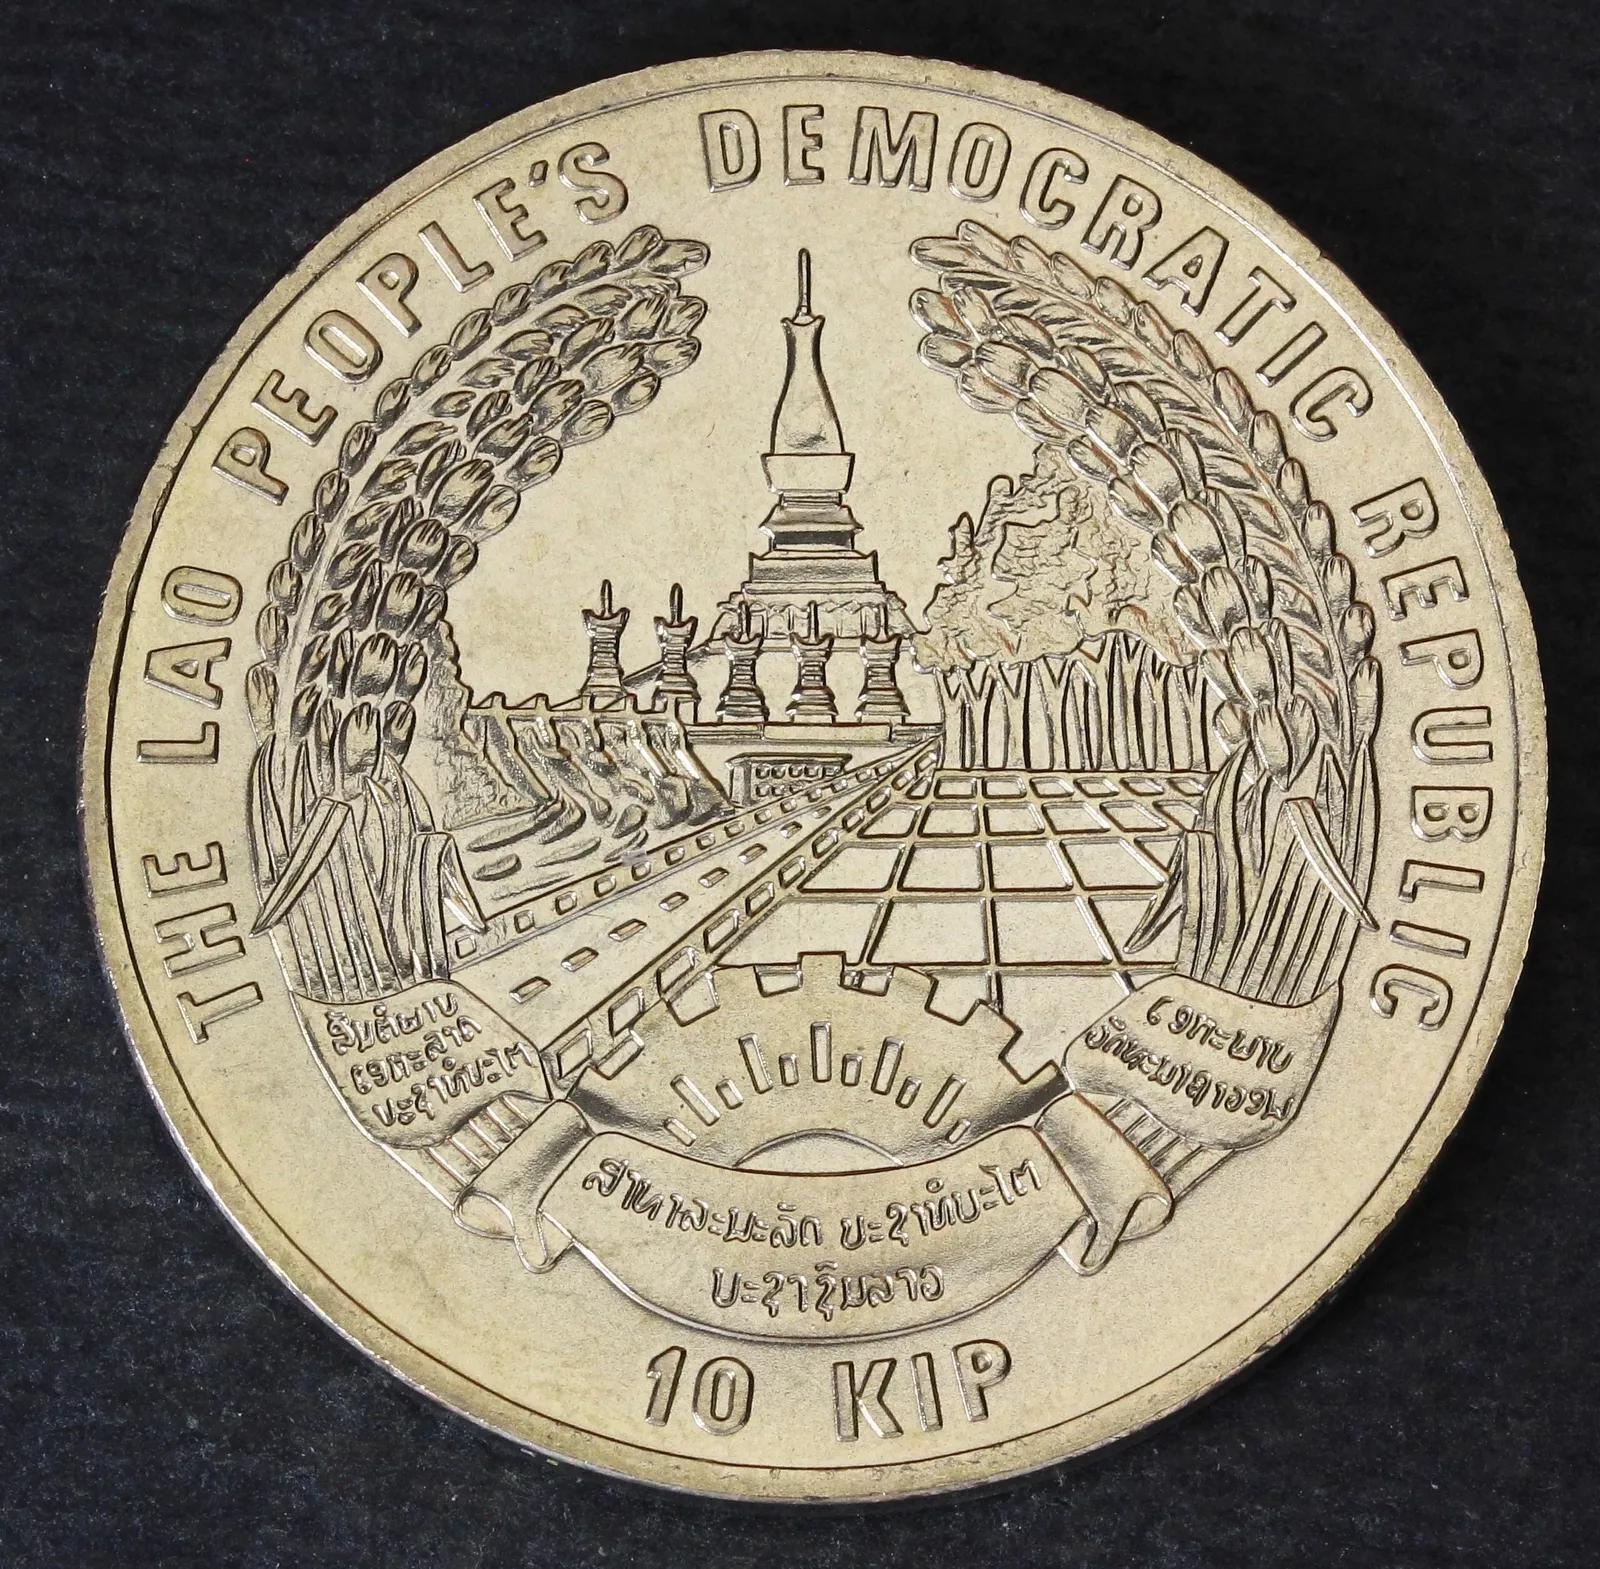 THE LAO PEOPLE'S DEMOCRATIC REPUBLIC
ສັນຕິພາບ
ເອກະລາດ
ປະຊາທິປະໄຕ
ເອກະພາບ
ວັດທະນາຖາວອນ
ສາທາລະນະລັດ ປະຊາທິປະໄຕ
ປະຊາຊົນລາວ
10 KIP